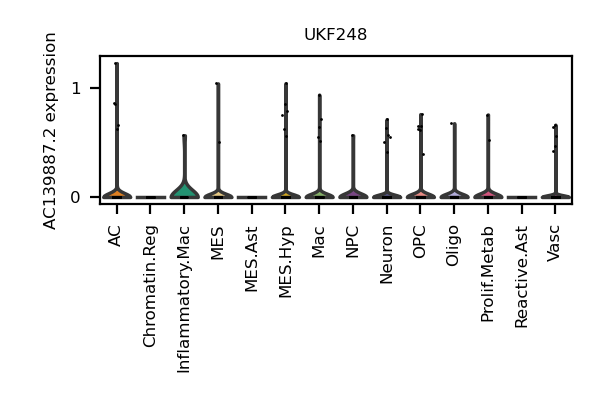 UKF248
AC139887.2 expression
1
0
AC
Chromatin.Reg
Inflammatory.Mac
MES
MES.Ast
MES.Hyp
Mac
NPC
Neuron
OPC
Oligo
Prolif.Metab
Reactive.Ast
Vasc